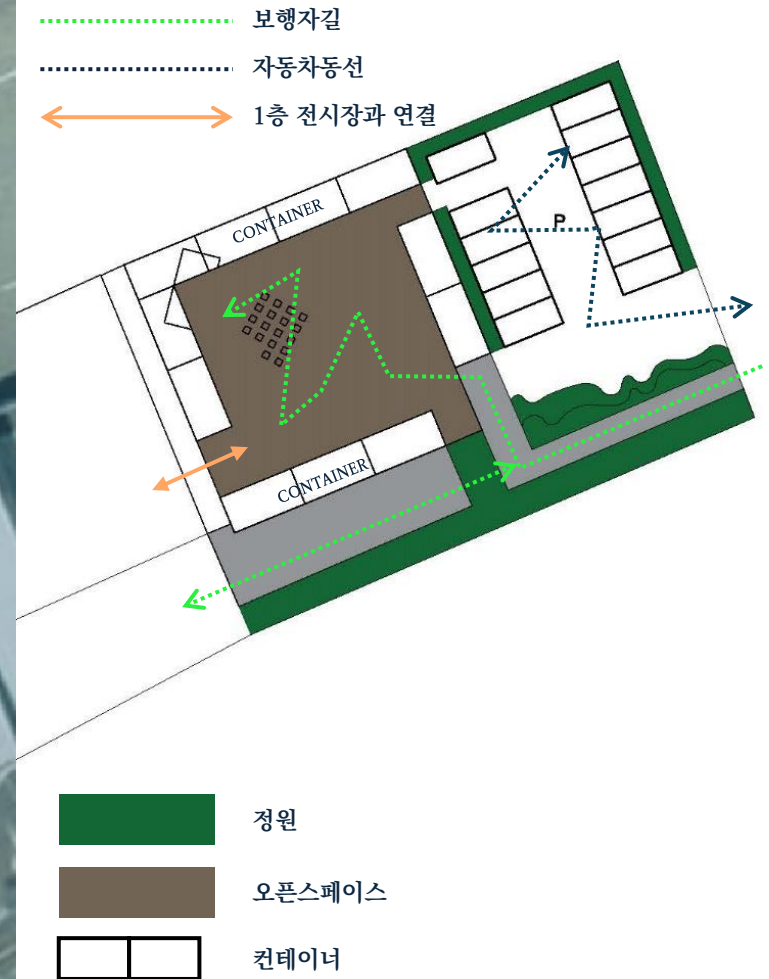 보행자길
자동차동선
1층 전시장과 연결
CONTAINER
P
CONTAINER
정원
오픈스페이스
컨테이너